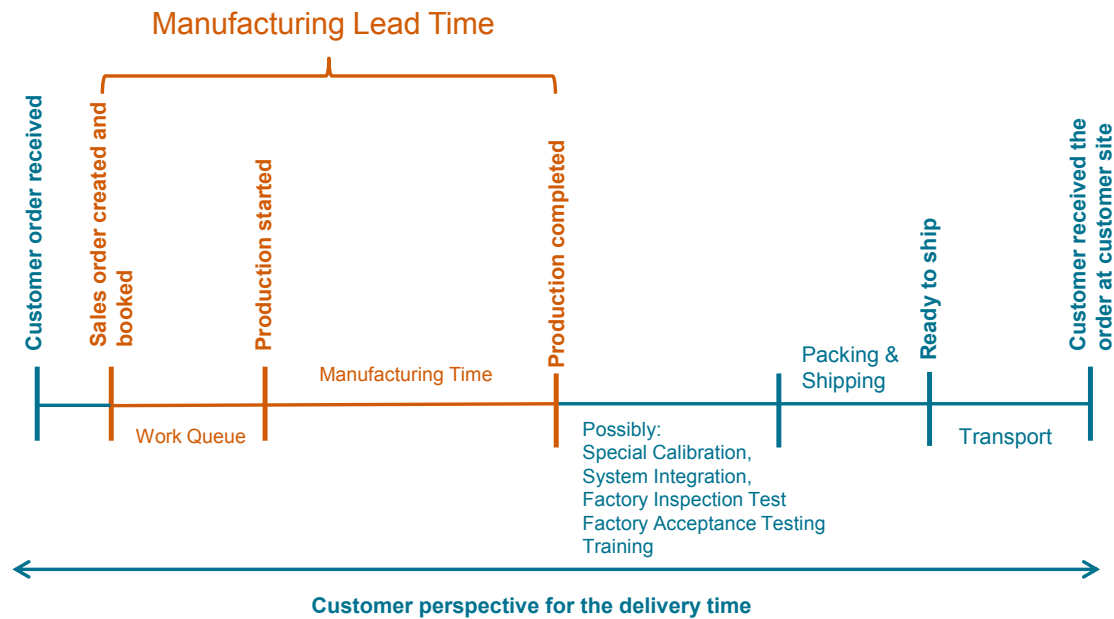 Manufacturing Lead Time
Customer order received
Sales order created and
booked
Production started
Production completed
Ready to ship
Customer received the
order at customer site
Manufacturing Time
Work Queue
Packing &
Shipping
Possibly:
Special Calibration,
System Integration,
Factory Inspection Test
Factory Acceptance Testing
Training
Transport
Customer perspective for the delivery time